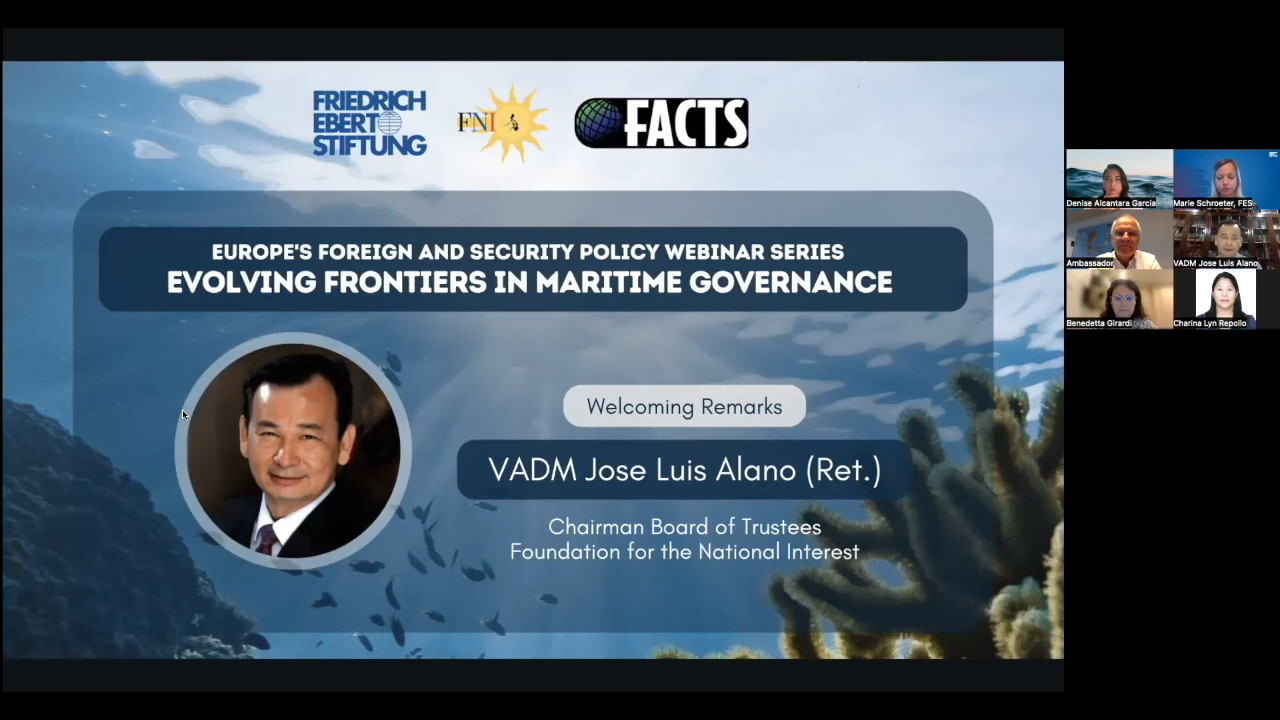 FRIEDRICH
EBERT
STIFTUNG
FNI
FACTS
EUROPE'S FOREIGN AND SECURITY POLICY WEBINAR SERIES
EVOLVING FRONTIERS IN MARITIME GOVERNANCE
Welcoming Remarks
VADM Jose Luis Alano (Ret.)
Chairman Board of Trustees
Foundation for the National Interest
Denise Alcantara Garcia
Marie Schroeter, FES
Ambassador
VADM Jose Luis Alano
Benedetta Girardi
Charina Lyn Repollo